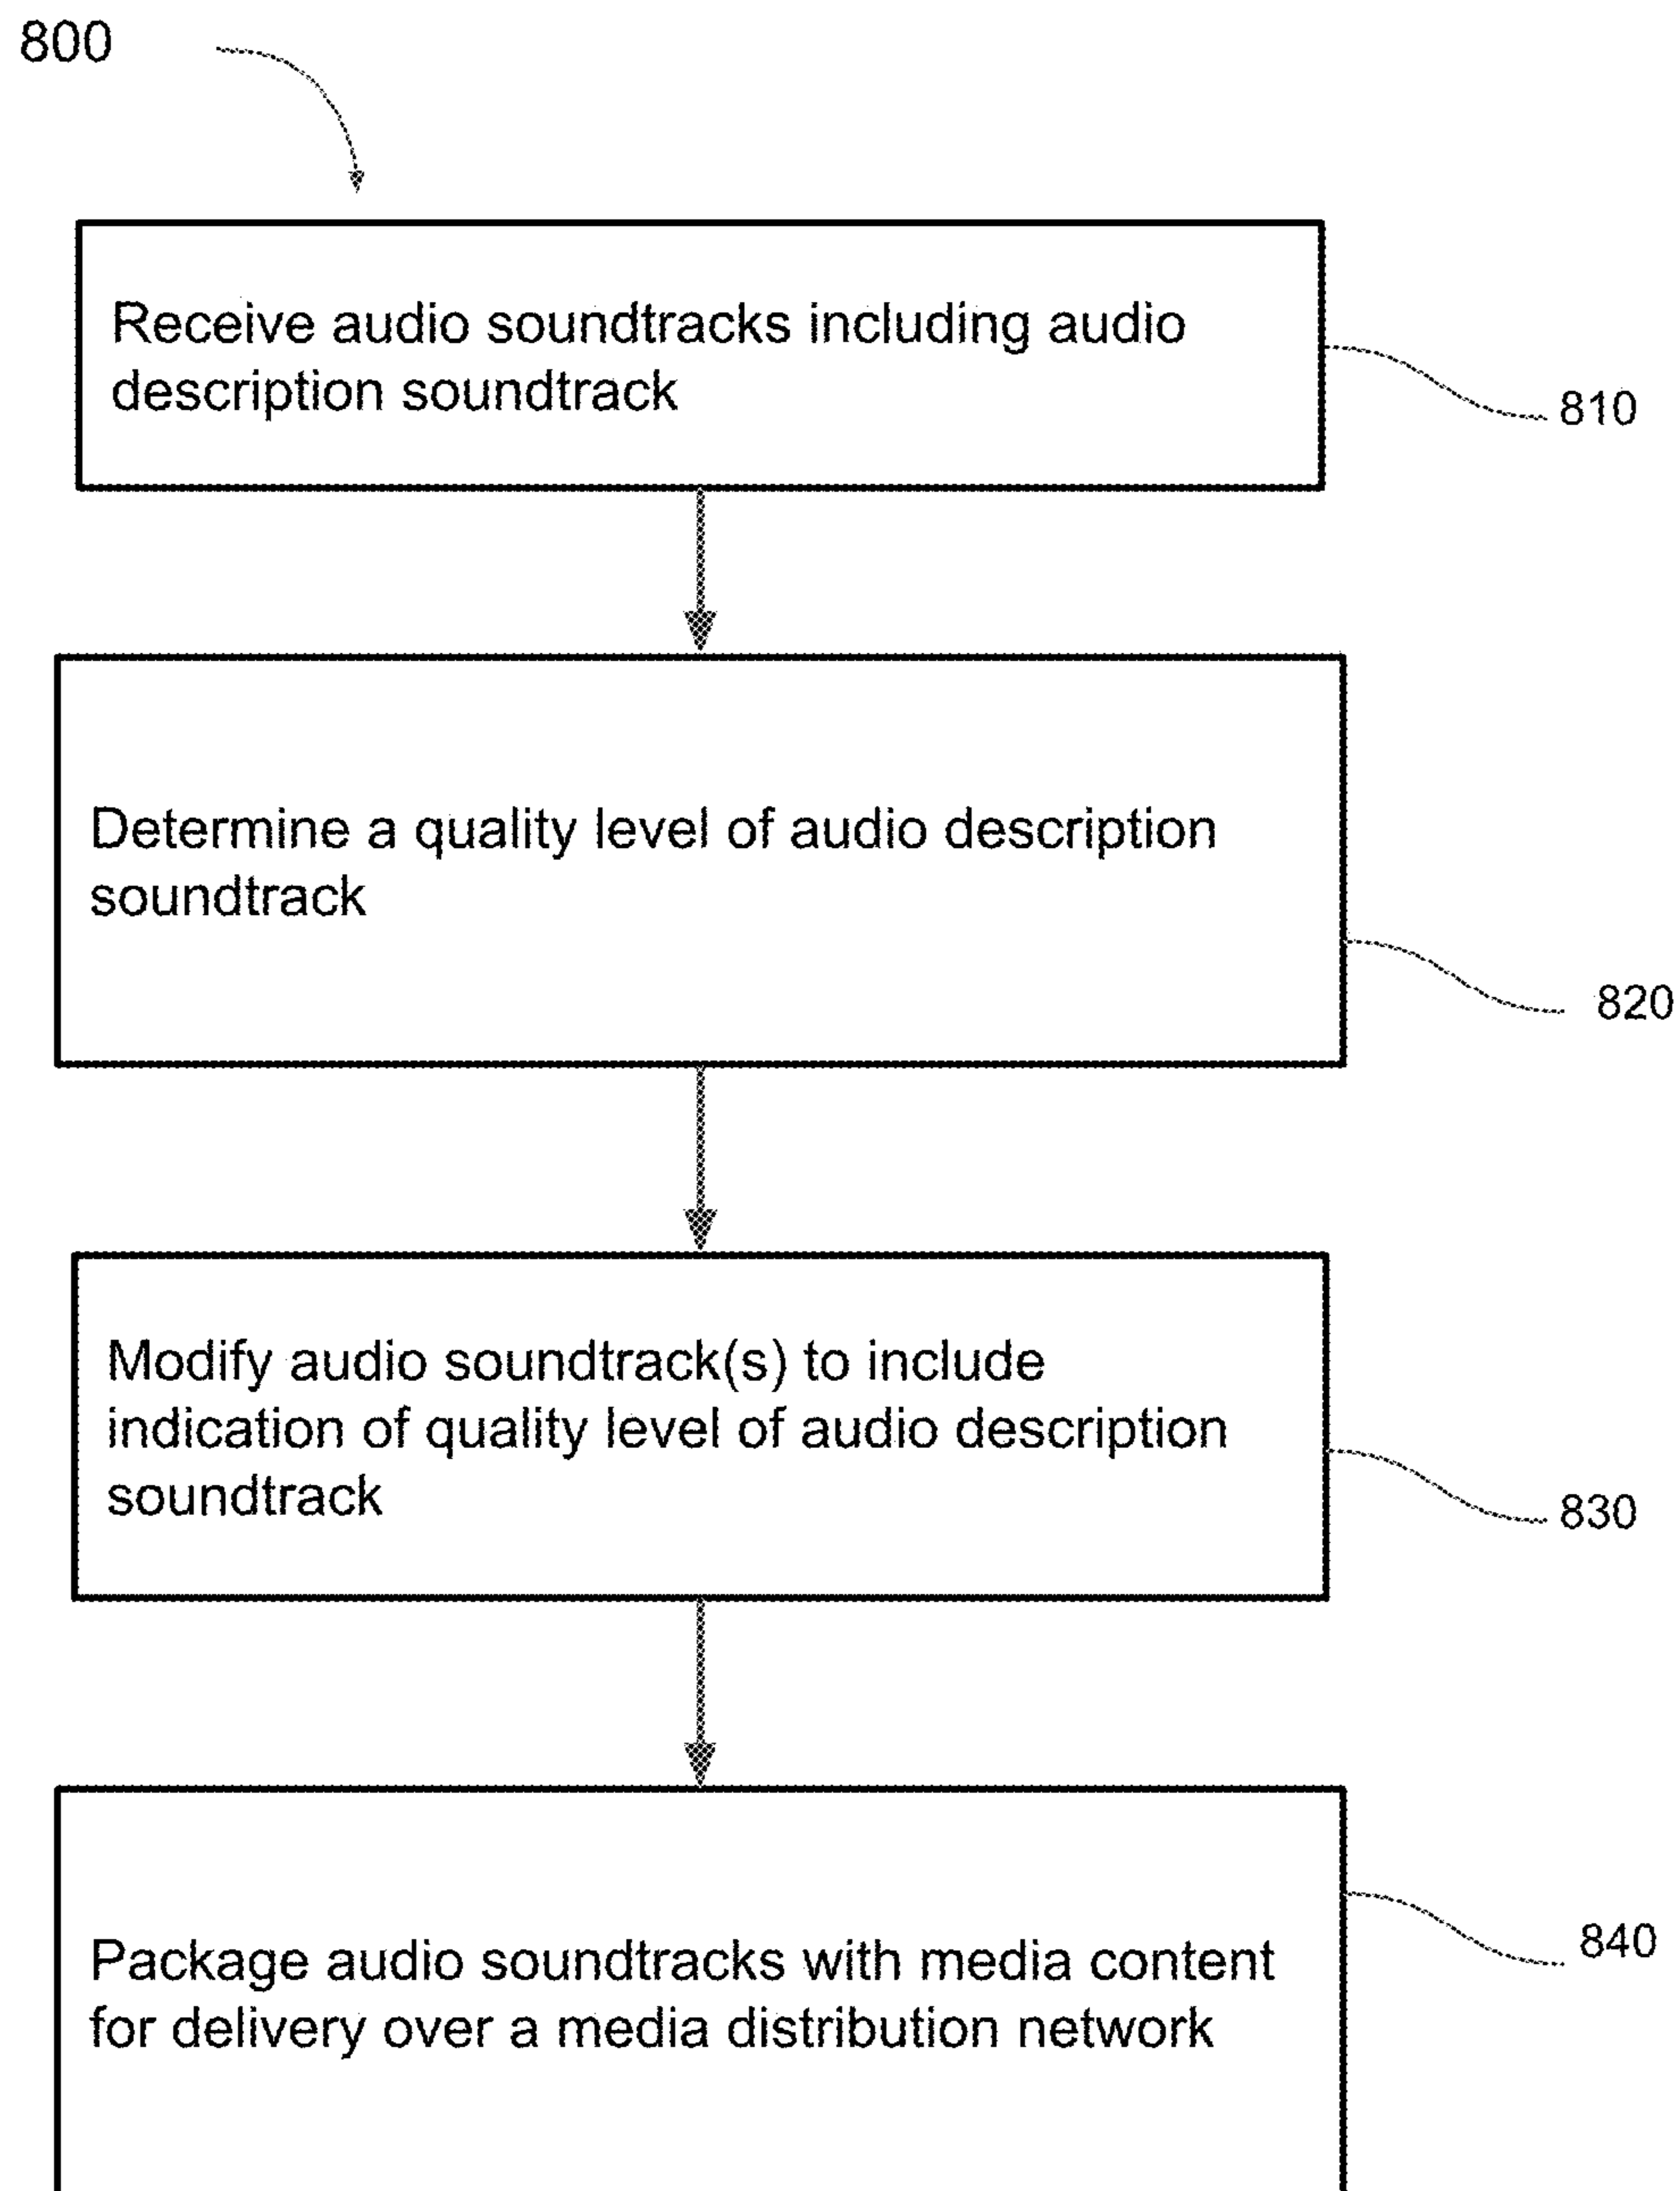 800
Receive audio soundtracks including audio
description soundtrack
810
Determine a quality level of audio description
soundtrack
820
Modify audio soundtrack(s) to include
indication of quality level of audio description
soundtrack
830
Package audio soundtracks with media content
for delivery over a media distribution network
840